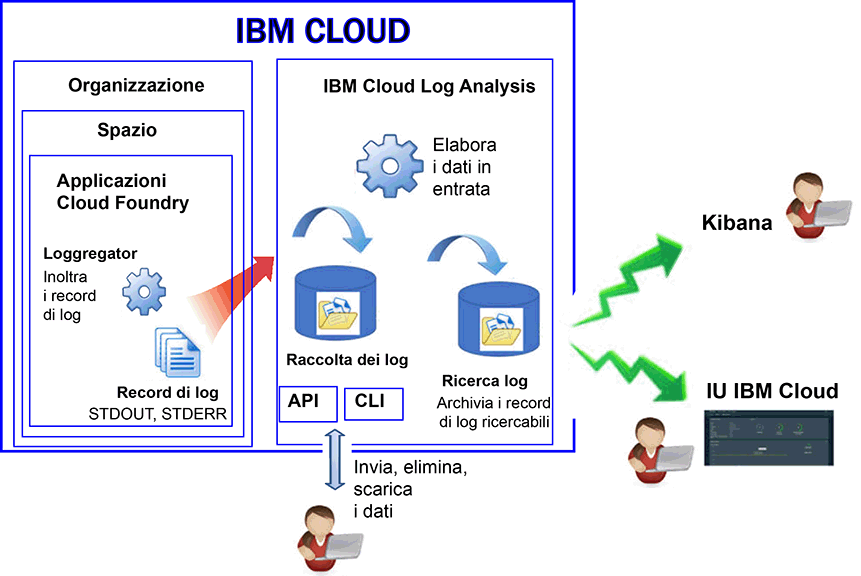 IBM CLOUD
Organizzazione
Spazio
Applicazioni
Cloud Foundry
Loggregator
Inoltra
i record
di log
Record di log
STDOUT, STDERR
IBM Cloud Log Analysis
Elabora
i dati in
entrata
Raccolta dei log
API
CLI
Ricerca log
Archivia i record
di log ricercabili
Invia, elimina,
scarica
i dati
Kibana
IU IBM Cloud